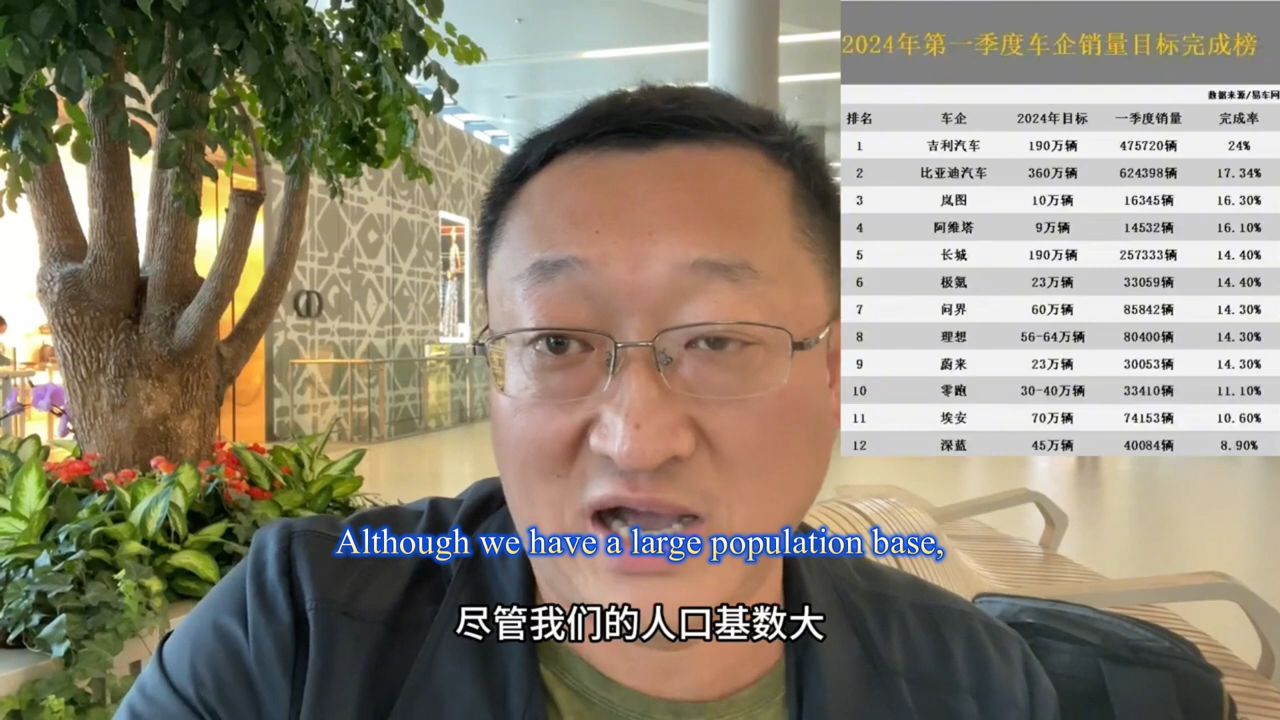 2024年第一季度车企销量目标完成榜
数据来源/易车网
排名 车企 2024年目标 一季度销量 完成率
1 吉利汽车 190万辆 475720辆 24%
2 比亚迪汽车 360万辆 624398辆 17.34%
3 岚图 10万辆 16345辆 16.30%
4 阿维塔 9万辆 14532辆 16.10%
5 长城 190万辆 257333辆 14.40%
6 极氪 23万辆 33059辆 14.40%
7 问界 60万辆 85842辆 14.30%
8 理想 56-64万辆 80400辆 14.30%
9 蔚来 23万辆 30053辆 14.30%
10 零跑 30-40万辆 33410辆 11.10%
11 埃安 70万辆 74153辆 10.60%
12 深蓝 45万辆 40084辆 8.90%
Although we have a large population base,
尽管我们的人口基数大